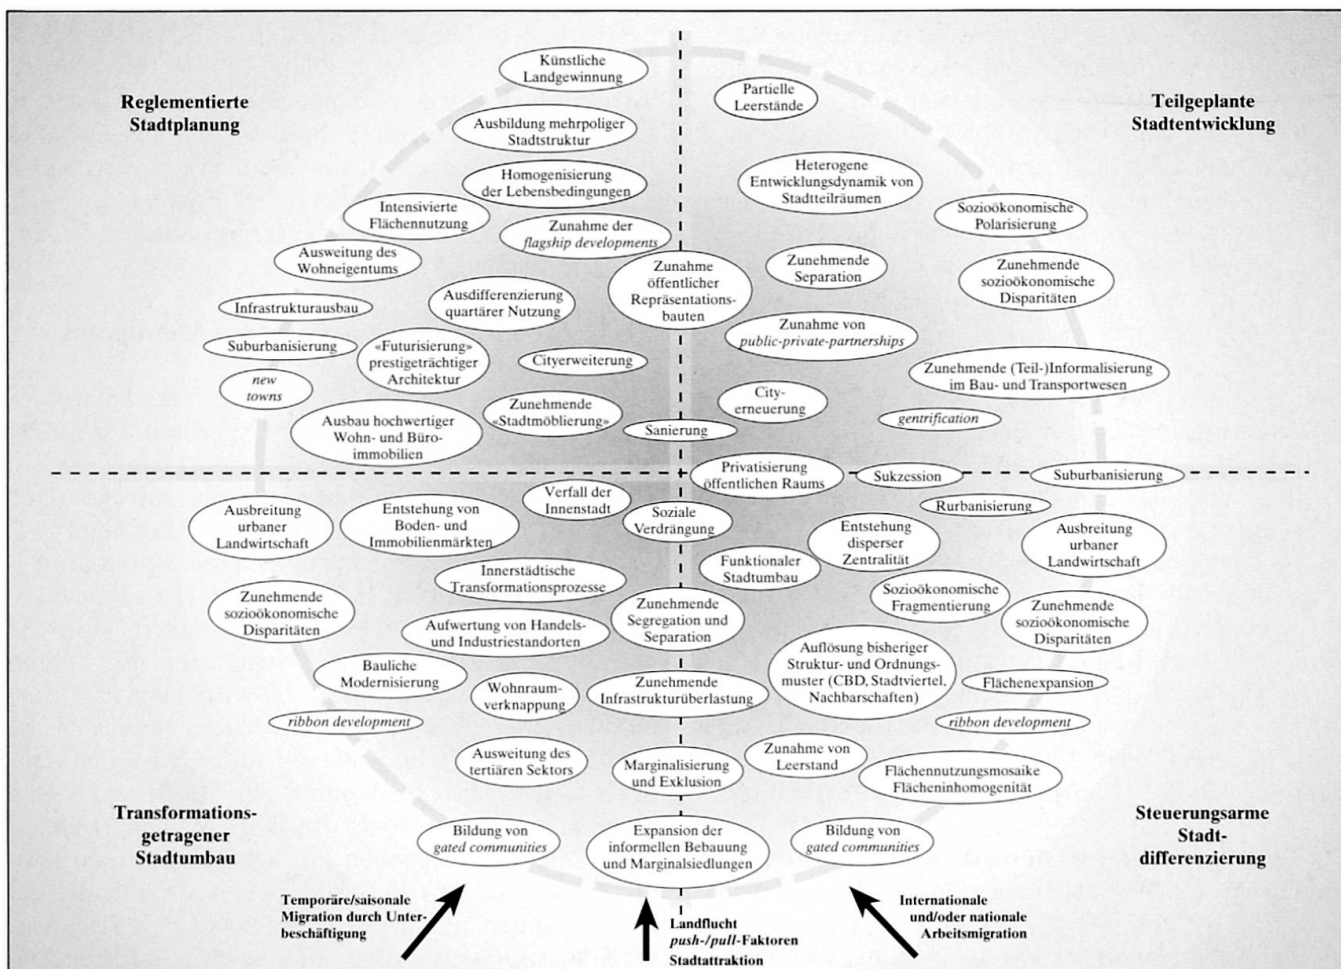 Reglementierte
Stadtplanung
Künstliche
Landgewinnung
Ausbildung mehrpoliger
Stadtstruktur
Homogenisierung
der Lebensbedingungen
Intensivierte
Flächennutzung
Zunahme der
flagship developments
Ausweitung des
Wohneigentums
Infrastrukturausbau
Ausdifferenzierung
quartärer Nutzung
Suburbanisierung
«Futurisierung»
prestigeträchtiger
Architektur
Cityerweiterung
new
towns
Ausbau hochwertiger
Wohn- und Büro-
immobilien
Zunehmende
«Stadtmöblierung»
Zunahme
öffentlicher
Repräsentations-
bauten
Sanierung
Teilgeplante
Stadtentwicklung
Partielle
Leerstände
Heterogene
Entwicklungsdynamik von
Stadtteilräumen
Sozioökonomische
Polarisierung
Zunehmende
Separation
Zunehmende
sozioökonomische
Disparitäten
Zunahme von
public-private-partnerships
Zunehmende (Teil-)Informalisierung
im Bau- und Transportwesen
City-
erneuerung
gentrification
Privatisierung
öffentlichen Raums
Sukzession
Suburbanisierung
Ausbreitung
urbaner
Landwirtschaft
Entstehung von
Boden- und
Immobilienmärkten
Verfall der
Innenstadt
Soziale
Verdrängung
Innerstädtische
Transformationsprozesse
Zunehmende
sozioökonomische
Disparitäten
Aufwertung von Handels-
und Industriestandorten
Zunehmende
Segregation und
Separation
Bauliche
Modernisierung
Wohnraum-
verknappung
Zunehmende
Infrastrukturüberlastung
ribbon development
Ausweitung des
tertiären Sektors
Marginalisierung
und Exklusion
Transformations-
getragener
Stadtumbau
Bildung von
gated communities
Expansion der
informellen Bebauung
und Marginalsiedlungen
Rurbanisierung
Entstehung
disperser
Zentralität
Ausbreitung
urbaner
Landwirtschaft
Funktionaler
Stadtumbau
Sozioökonomische
Fragmentierung
Zunehmende
sozioökonomische
Disparitäten
Auflösung bisheriger
Struktur- und Ordnungs-
muster (CBD, Stadtviertel,
Nachbarschaften)
Flächenexpansion
ribbon development
Zunahme von
Leerstand
Flächennutzungsmosaike
Flächeninhomogenität
Steuerungsarme
Stadt-
differenzierung
Bildung von
gated communities
Temporäre/saisonale
Migration durch Unter-
beschäftigung
Landflucht
push-/pull-Faktoren
Stadtattraktion
Internationale
und/oder nationale
Arbeitsmigration